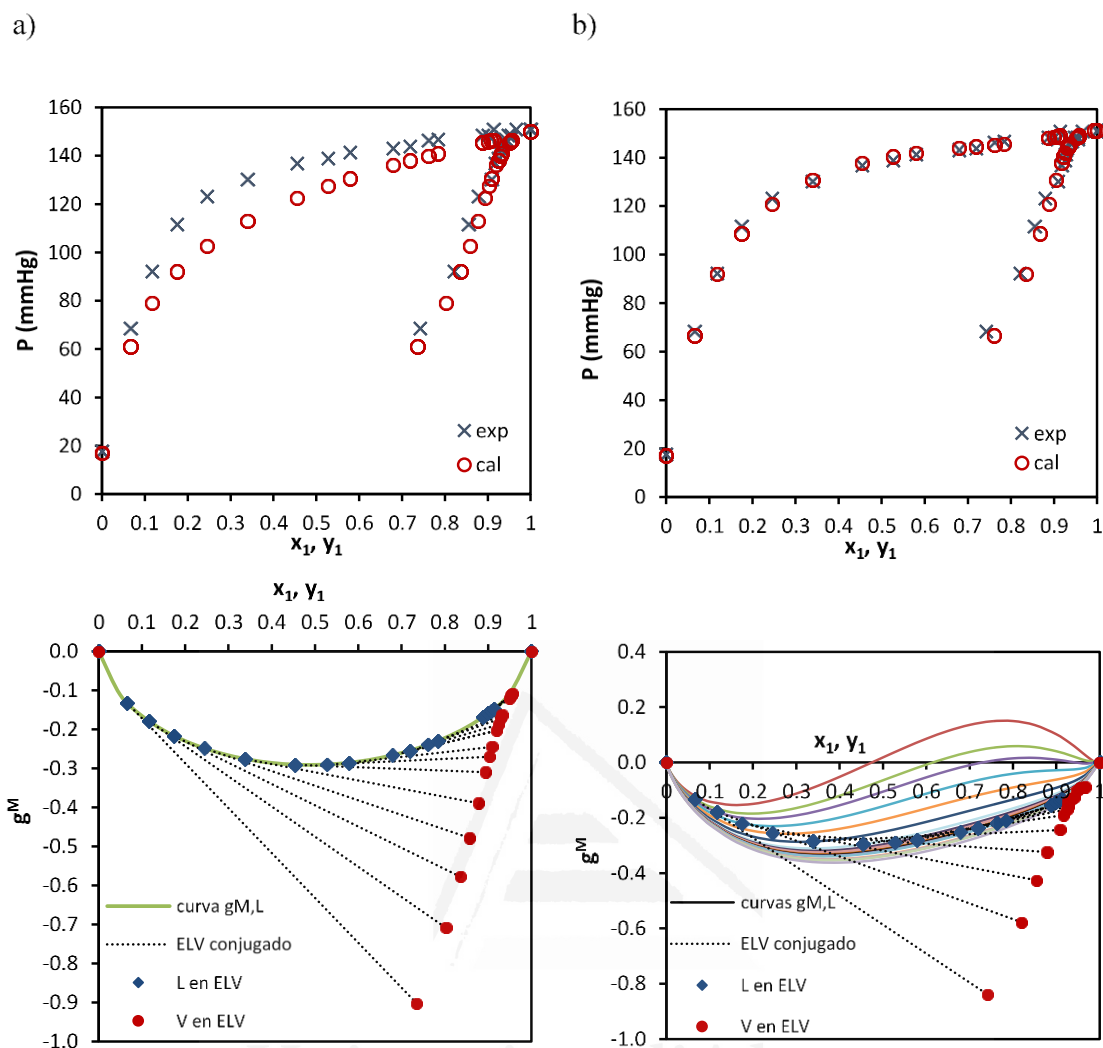 a)
b)
160
140
120
100
80
60
40
20
0
P (mmHg)
exp
cal
0 0.1 0.2 0.3 0.4 0.5 0.6 0.7 0.8 0.9 1
x₁, y₁
160
140
120
100
80
60
40
20
0
P (mmHg)
exp
cal
0 0.1 0.2 0.3 0.4 0.5 0.6 0.7 0.8 0.9 1
x₁, y₁
x₁, y₁
0 0.1 0.2 0.3 0.4 0.5 0.6 0.7 0.8 0.9 1
0.0
-0.1
-0.2
-0.3
-0.4
-0.5
-0.6
-0.7
-0.8
-0.9
-1.0
gᴹ
curva gM,L
ELV conjugado
L en ELV
V en ELV
0.4
0.2
0.0
-0.2
-0.4
-0.6
-0.8
-1.0
gᴹ
x₁, y₁
0 0.1 0.2 0.3 0.4 0.5 0.6 0.7 0.8 0.9 1
curvas gM,L
ELV conjugado
L en ELV
V en ELV